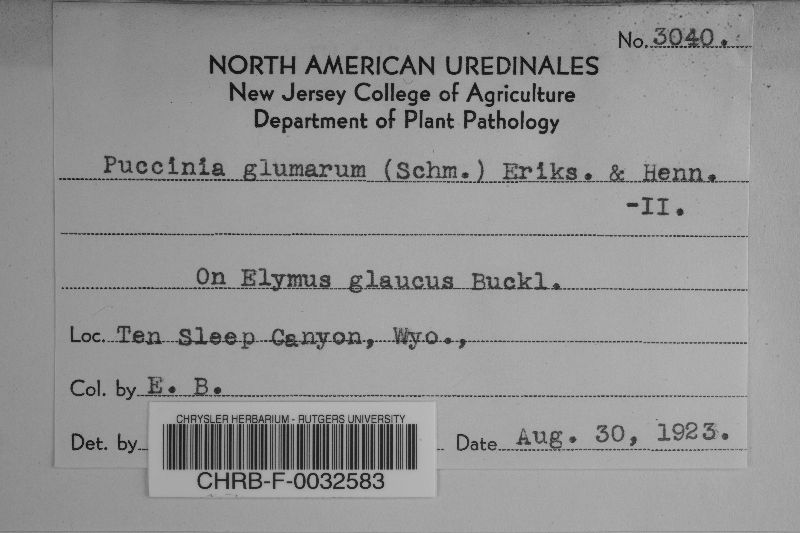 No. 3040.
NORTH AMERICAN UREDINALES
New Jersey College of Agriculture
Department of Plant Pathology
Puccinia glumarum (Schm.) Eriks. & Henn.
-II.
On Elymus glaucus Buckl.
Loc. Ten Sleep Canyon, Wyo.,
Col. by E. B.
Det. by Date Aug. 30, 1923.
CHRYSLER HERBARIUM - RUTGERS UNIVERSITY
CHRB-F-0032583